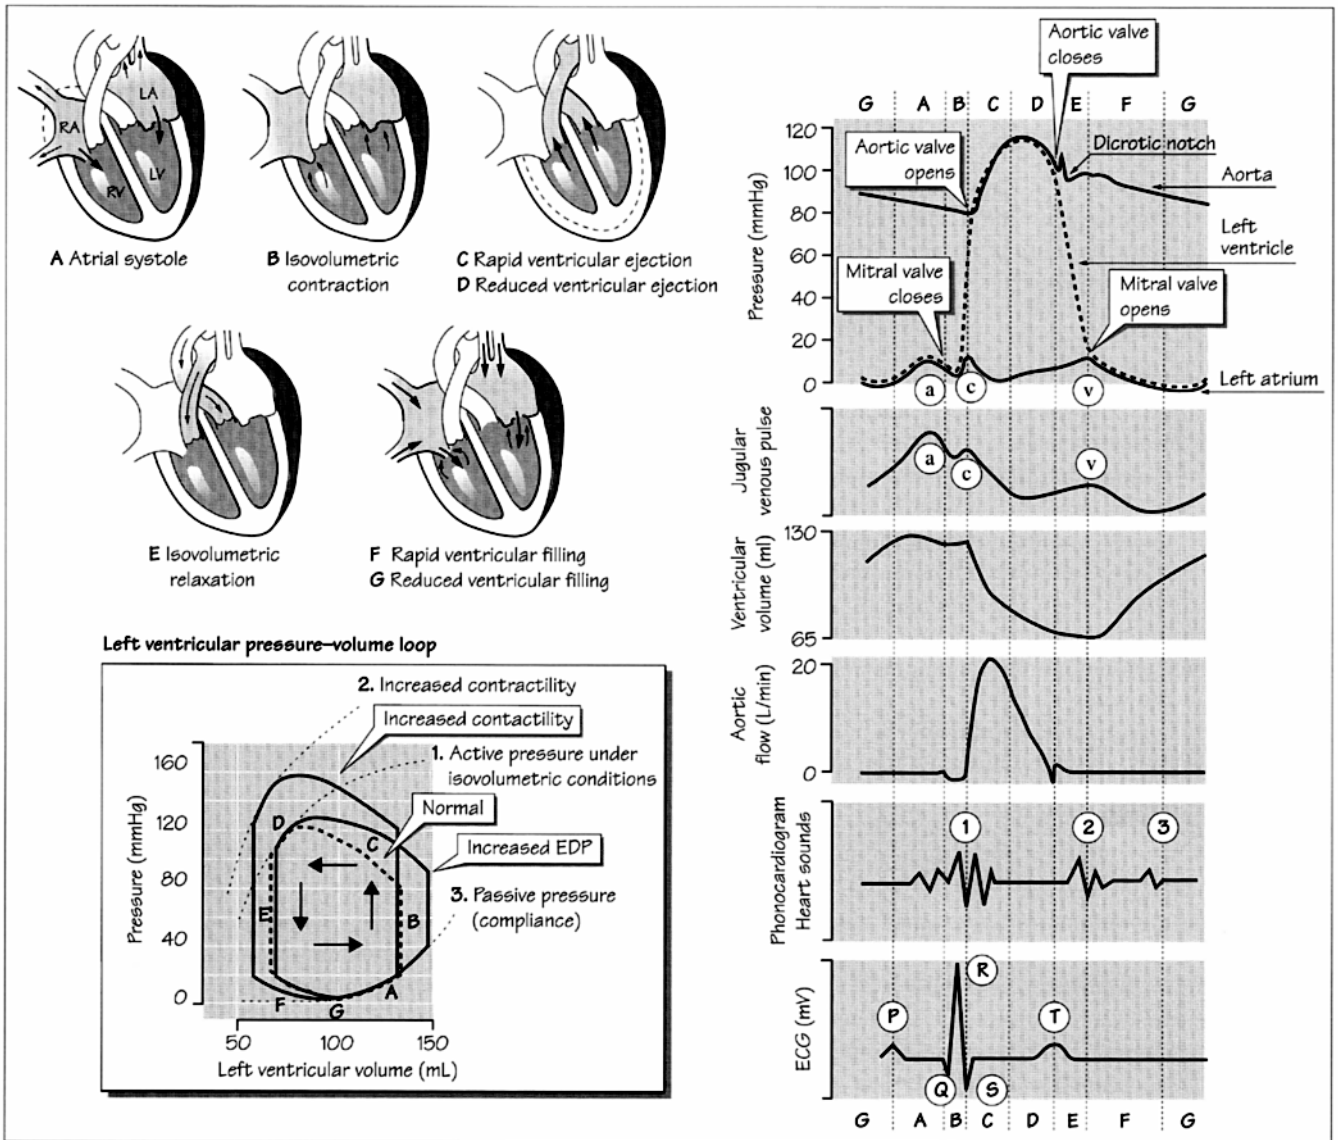 LA
RA
LV
RV
A Atrial systole
B Isovolumetric
contraction
C Rapid ventricular ejection
D Reduced ventricular ejection
E Isovolumetric
relaxation
F Rapid ventricular filling
G Reduced ventricular filling
Left ventricular pressure–volume loop
2. Increased contractility
Increased contactility
1. Active pressure under
isovolumetric conditions
Normal
Increased EDP
3. Passive pressure
(compliance)
Pressure (mmHg)
160
120
80
40
0
D
C
E
B
A
F
G
50
100
150
Left ventricular volume (mL)
Aortic valve
closes
G A B C D E F G
Pressure (mmHg)
120
100
80
60
40
20
0
Aortic valve
opens
Dicrotic notch
Aorta
Left
ventricle
Mitral valve
closes
Mitral valve
opens
Left atrium
a
c
v
Jugular
venous pulse
a
c
v
Ventricular
volume (ml)
130
65
Aortic
flow (L/min)
20
0
Phonocardiogram
Heart sounds
1
2
3
ECG (mV)
P
Q
R
S
T
G A B C D E F G